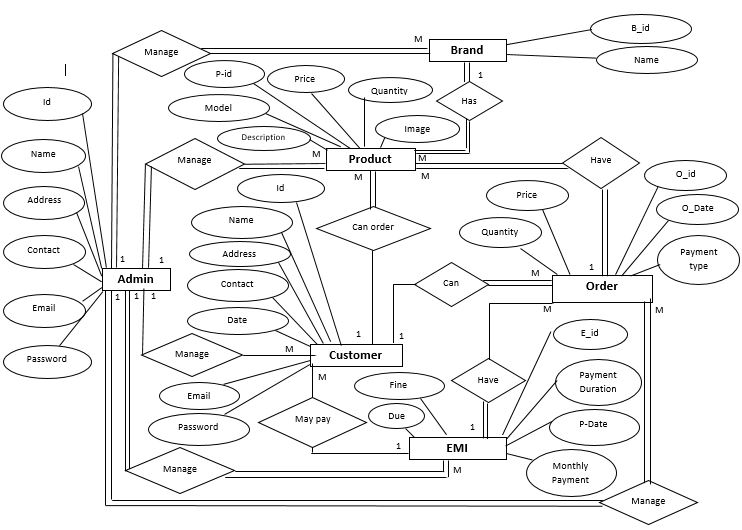 M
Manage
Brand
B_id
Name
P-id
Price
Quantity
1
Has
Id
Model
Image
Description
Name
Manage
M
Product
M
M
M
Have
Id
O_id
Address
Name
Can order
Price
O_Date
Contact
Address
Quantity
Payment
type
1
1
Contact
Can
M
1
Admin
Order
1
1
1
Email
Date
M
M
Password
Manage
M
1
1
Customer
E_id
M
Email
Fine
Have
Payment
Duration
Password
May pay
Due
1
P-Date
1
EMI
Manage
M
Monthly
Payment
Manage